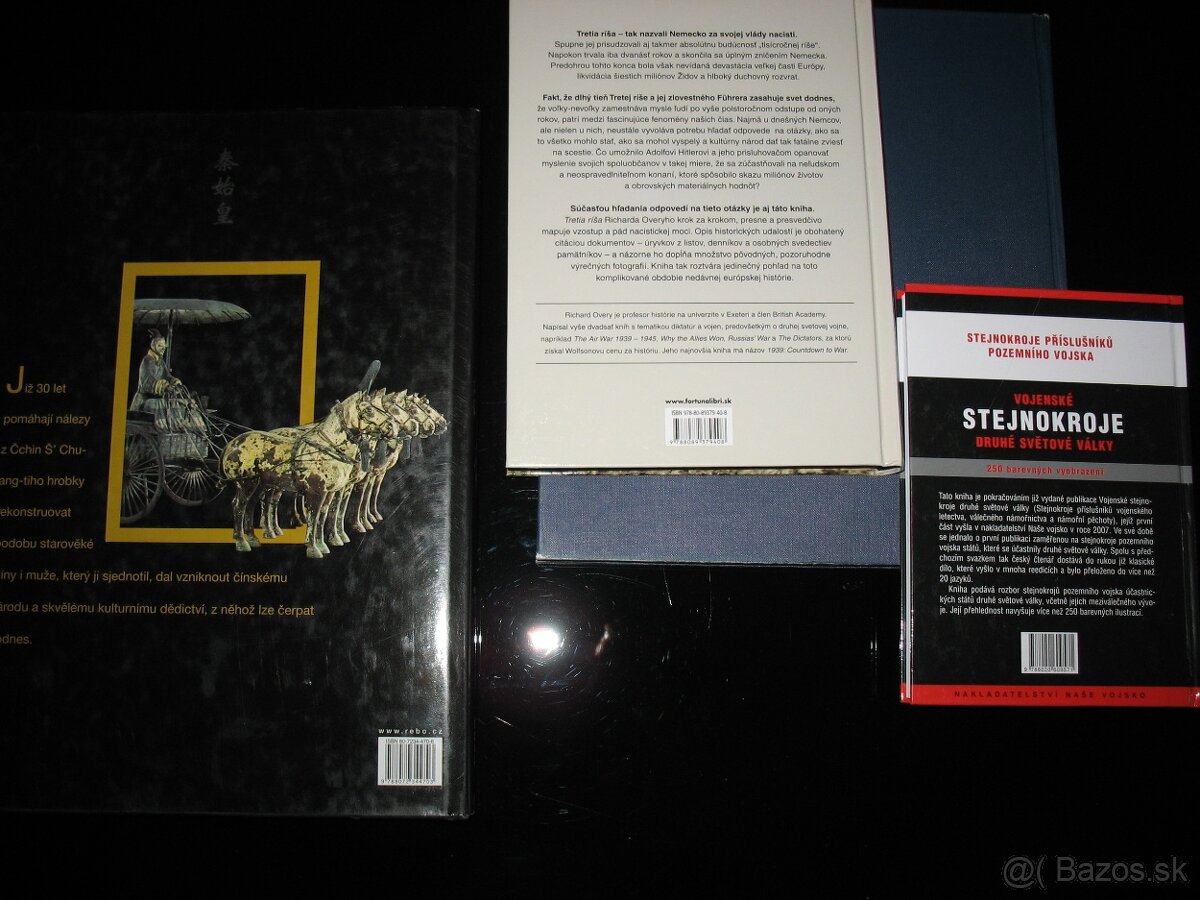 秦
始
皇
Již 30 let
pomáhají nálezy
z Čchin Š' Chu-
ang-tiho hrobky
rekonstruovat
podobu starověké
iny i muže, který ji sjednotil, dal vzniknout čínskému
árodu a skvělému kulturnímu dědictví, z něhož lze čerpat
odnes.
www.rebo.cz
ISBN 80-7234-470-8
9 788072 344703
Tretia ríša – tak nazvali Nemecko za svojej vlády nacisti.
Spupne jej prisudzovali aj takmer absolútnu budúcnosť „tisícročnej ríše“.
Napokon trvala iba dvanásť rokov a skončila sa úplným zničením Nemecka.
Predohrou tohto konca bola však nevídaná devastácia veľkej časti Európy,
likvidácia šiestich miliónov Židov a hlboký duchovný rozvrat.
Fakt, že dlhý tieň Tretej ríše a jej zlovestného Führera zasahuje svet dodnes,
že voľky-nevoľky zamestnáva mysle ľudí po vyše polstoročnom odstupe od oných
rokov, patrí medzi fascinujúce fenomény našich čias. Najmä u dnešných Nemcov,
ale nielen u nich, neustále vyvoláva potrebu hľadať odpovede na otázky, ako sa
to všetko mohlo stať, ako sa mohol vyspelý a kultúrny národ dať tak fatálne zviesť
na scestie. Čo umožnilo Adolfovi Hitlerovi a jeho prisluhovačom opanovať
myslenie svojich spoluobčanov v takej miere, že sa zúčastňovali na neľudskom
a neospravedlniteľnom konaní, ktoré spôsobilo skazu miliónov životov
a obrovských materiálnych hodnôt?
Súčasťou hľadania odpovedí na tieto otázky je aj táto kniha.
Tretia ríša Richarda Overyho krok za krokom, presne a presvedčivo
mapuje vzostup a pád nacistickej moci. Opis historických udalostí je obohatený
citáciou dokumentov – úryvkov z listov, denníkov a osobných svedectiev
pamätníkov – a názorne ho dopĺňa množstvo pôvodných, pozoruhodne
výrečných fotografií. Kniha tak roztvára jedinečný pohľad na toto
komplikované obdobie nedávnej európskej histórie.
Richard Overy je profesor histórie na univerzite v Exeteri a člen British Academy.
Napísal vyše dvadsať kníh s tematikou diktatúr a vojen, predovšetkým o druhej svetovej vojne,
napríklad The Air War 1939 – 1945, Why the Allies Won, Russias' War a The Dictators, za ktorú
získal Wolfsonovu cenu za históriu. Jeho najnovšia kniha má názov 1939: Countdown to War.
www.fortunalibri.sk
ISBN 978-80-89379-40-8
9 788089 379408
STEJNOKROJE PŘÍSLUŠNÍKŮ
POZEMNÍHO VOJSKA
VOJENSKÉ
STEJNOKROJE
DRUHÉ SVĚTOVÉ VÁLKY
250 barevných vyobrazení
Tato kniha je pokračováním již vydané publikace Vojenské stejno-
kroje druhé světové války (Stejnokroje příslušníků vojenského
letectva, válečného námořnictva a námořní pěchoty), jejíž první
část vyšla v nakladatelství Naše vojsko v roce 2007. Ve své době
se jednalo o první publikaci zaměřenou na stejnokroje pozemního
vojska států, které se účastnily druhé světové války. Spolu s před-
chozím svazkem tak český čtenář dostává do rukou již klasické
dílo, které vyšlo v mnoha reedicích a bylo přeloženo do více než
20 jazyků.
Kniha podává rozbor stejnokrojů pozemního vojska účastnic-
kých států druhé světové války, včetně jejich meziválečného vývo-
je. Její přehlednost navyšuje více než 250 barevných ilustrací.
NAKLADATELSTVÍ NAŠE VOJSKO
@( Bazos.sk